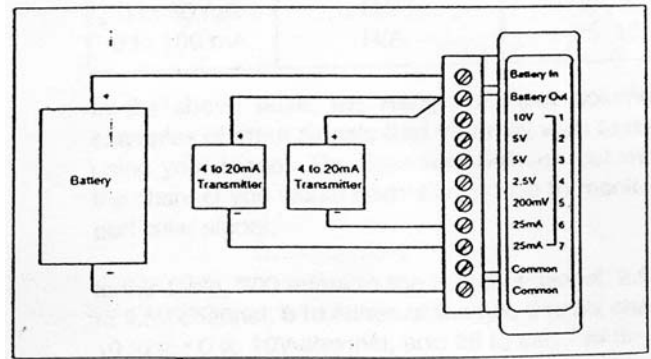 +
Battery
-
+
4 to 20mA
Transmitter
-
+
4 to 20mA
Transmitter
-
Battery In
Battery Out
10V 1
5V 2
5V 3
2.5V 4
200mV 5
25mA 6
25mA 7
Common
Common